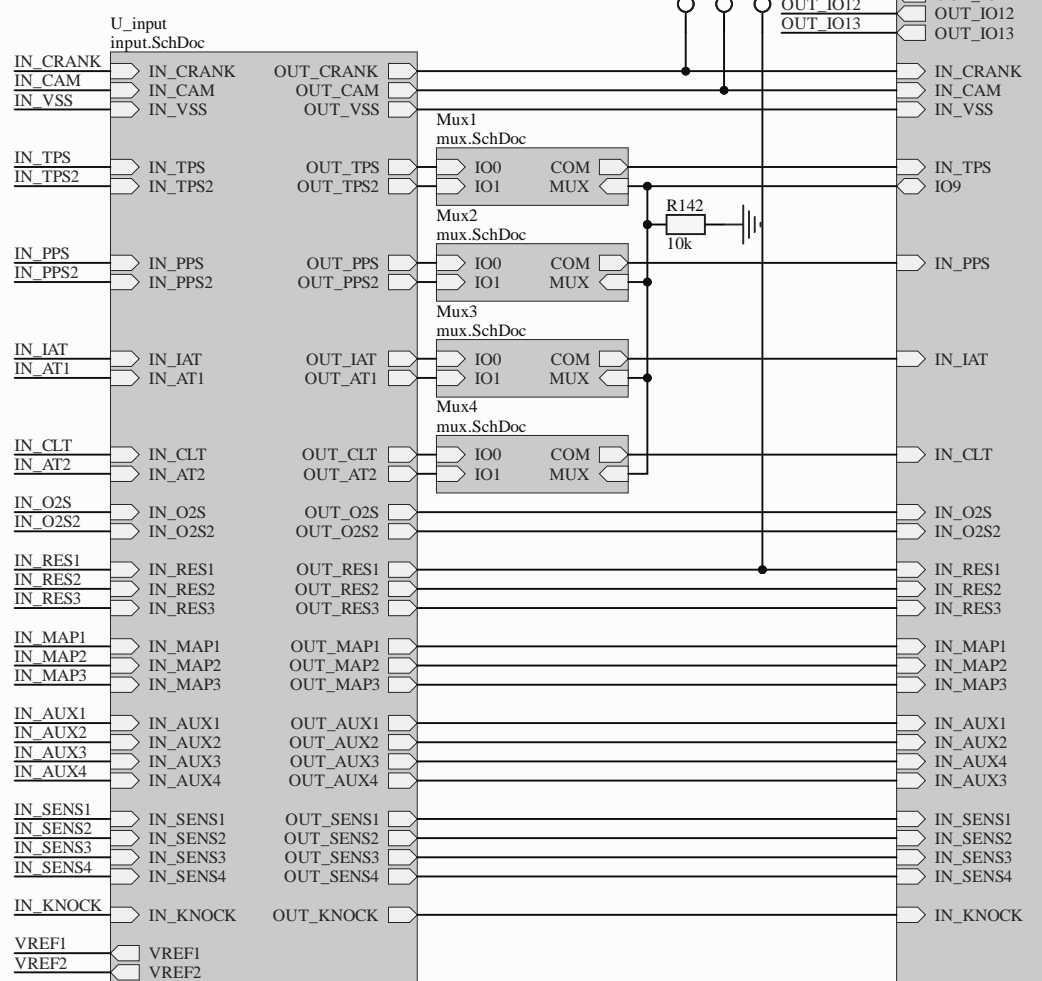 OUT_IO12
OUT_IO12
OUT_IO13
OUT_IO13
U_input
input.SchDoc
IN_CRANK
IN_CRANK
OUT_CRANK
IN_CRANK
IN_CAM
IN_CAM
OUT_CAM
IN_CAM
IN_VSS
IN_VSS
OUT_VSS
IN_VSS
Mux1
mux.SchDoc
IN_TPS
IN_TPS
OUT_TPS
IO0
COM
IN_TPS
IN_TPS2
IN_TPS2
OUT_TPS2
IO1
MUX
IO9
R142
10k
Mux2
mux.SchDoc
IN_PPS
IN_PPS
OUT_PPS
IO0
COM
IN_PPS
IN_PPS2
IN_PPS2
OUT_PPS2
IO1
MUX
Mux3
mux.SchDoc
IN_IAT
IN_IAT
OUT_IAT
IO0
COM
IN_IAT
IN_AT1
IN_AT1
OUT_AT1
IO1
MUX
Mux4
mux.SchDoc
IN_CLT
IN_CLT
OUT_CLT
IO0
COM
IN_CLT
IN_AT2
IN_AT2
OUT_AT2
IO1
MUX
IN_O2S
IN_O2S
OUT_O2S
IN_O2S
IN_O2S2
IN_O2S2
OUT_O2S2
IN_O2S2
IN_RES1
IN_RES1
OUT_RES1
IN_RES1
IN_RES2
IN_RES2
OUT_RES2
IN_RES2
IN_RES3
IN_RES3
OUT_RES3
IN_RES3
IN_MAP1
IN_MAP1
OUT_MAP1
IN_MAP1
IN_MAP2
IN_MAP2
OUT_MAP2
IN_MAP2
IN_MAP3
IN_MAP3
OUT_MAP3
IN_MAP3
IN_AUX1
IN_AUX1
OUT_AUX1
IN_AUX1
IN_AUX2
IN_AUX2
OUT_AUX2
IN_AUX2
IN_AUX3
IN_AUX3
OUT_AUX3
IN_AUX4
IN_AUX4
IN_AUX4
OUT_AUX4
IN_AUX3
IN_SENS1
IN_SENS1
OUT_SENS1
IN_SENS1
IN_SENS2
IN_SENS2
OUT_SENS2
IN_SENS2
IN_SENS3
IN_SENS3
OUT_SENS3
IN_SENS3
IN_SENS4
IN_SENS4
OUT_SENS4
IN_SENS4
IN_KNOCK
IN_KNOCK
OUT_KNOCK
IN_KNOCK
VREF1
VREF1
VREF2
VREF2